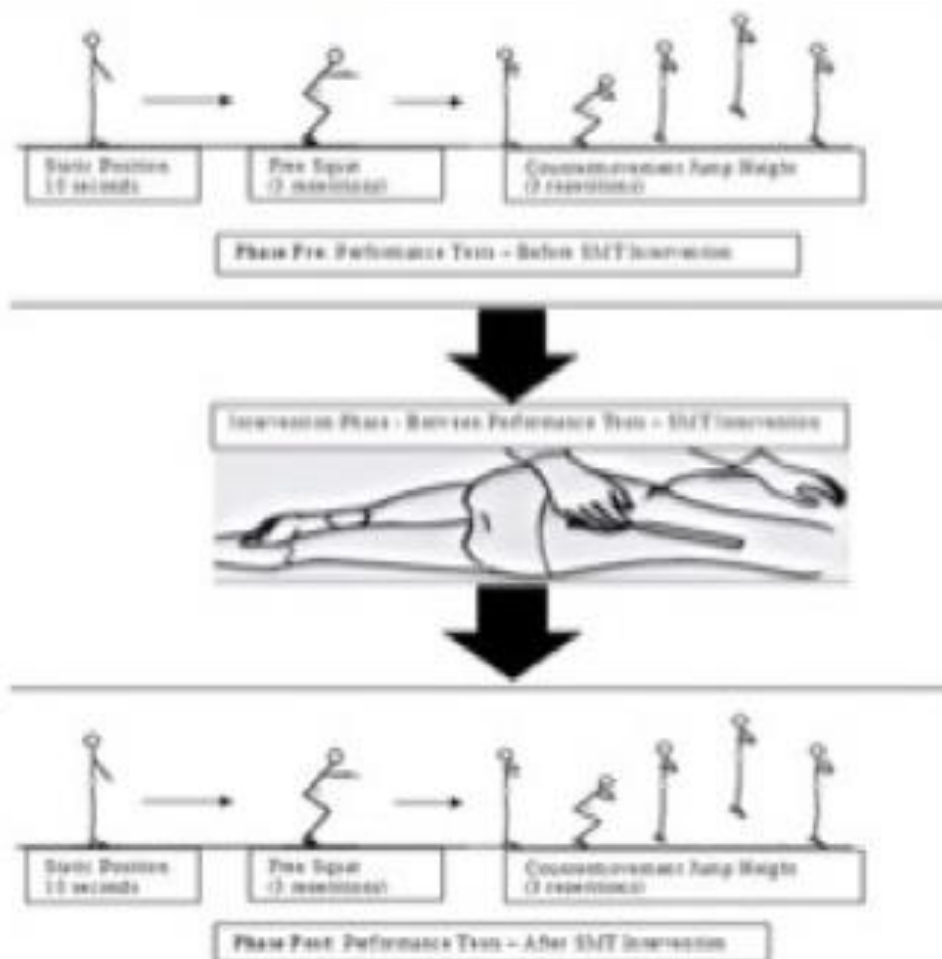 Static Position
10 seconds
Free Squat
(3 repetitions)
Countermovement Jump Height
(3 repetitions)
Phase Pre: Performance Tests – Before SMT Intervention
Intervention Phase - Between Performance Tests – SMT Intervention
Static Position
10 seconds
Free Squat
(3 repetitions)
Countermovement Jump Height
(3 repetitions)
Phase Post: Performance Tests – After SMT Intervention